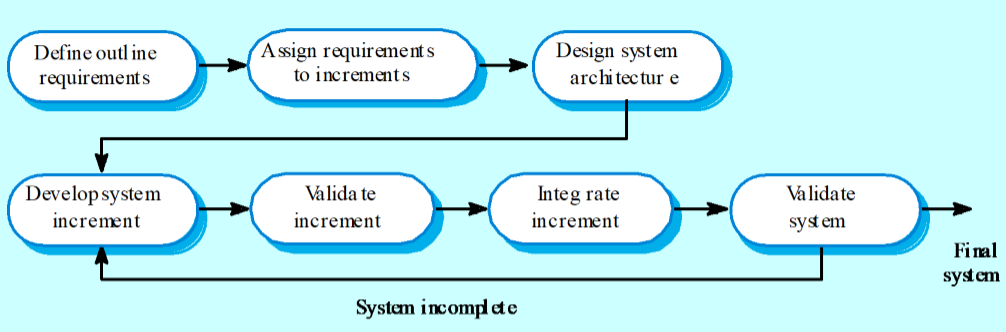 Define outline
requirements
Assign requirements
to increments
Design system
architecture
Develop system
increment
Validate
increment
Integrate
increment
Validate
system
Final
system
System incomplete